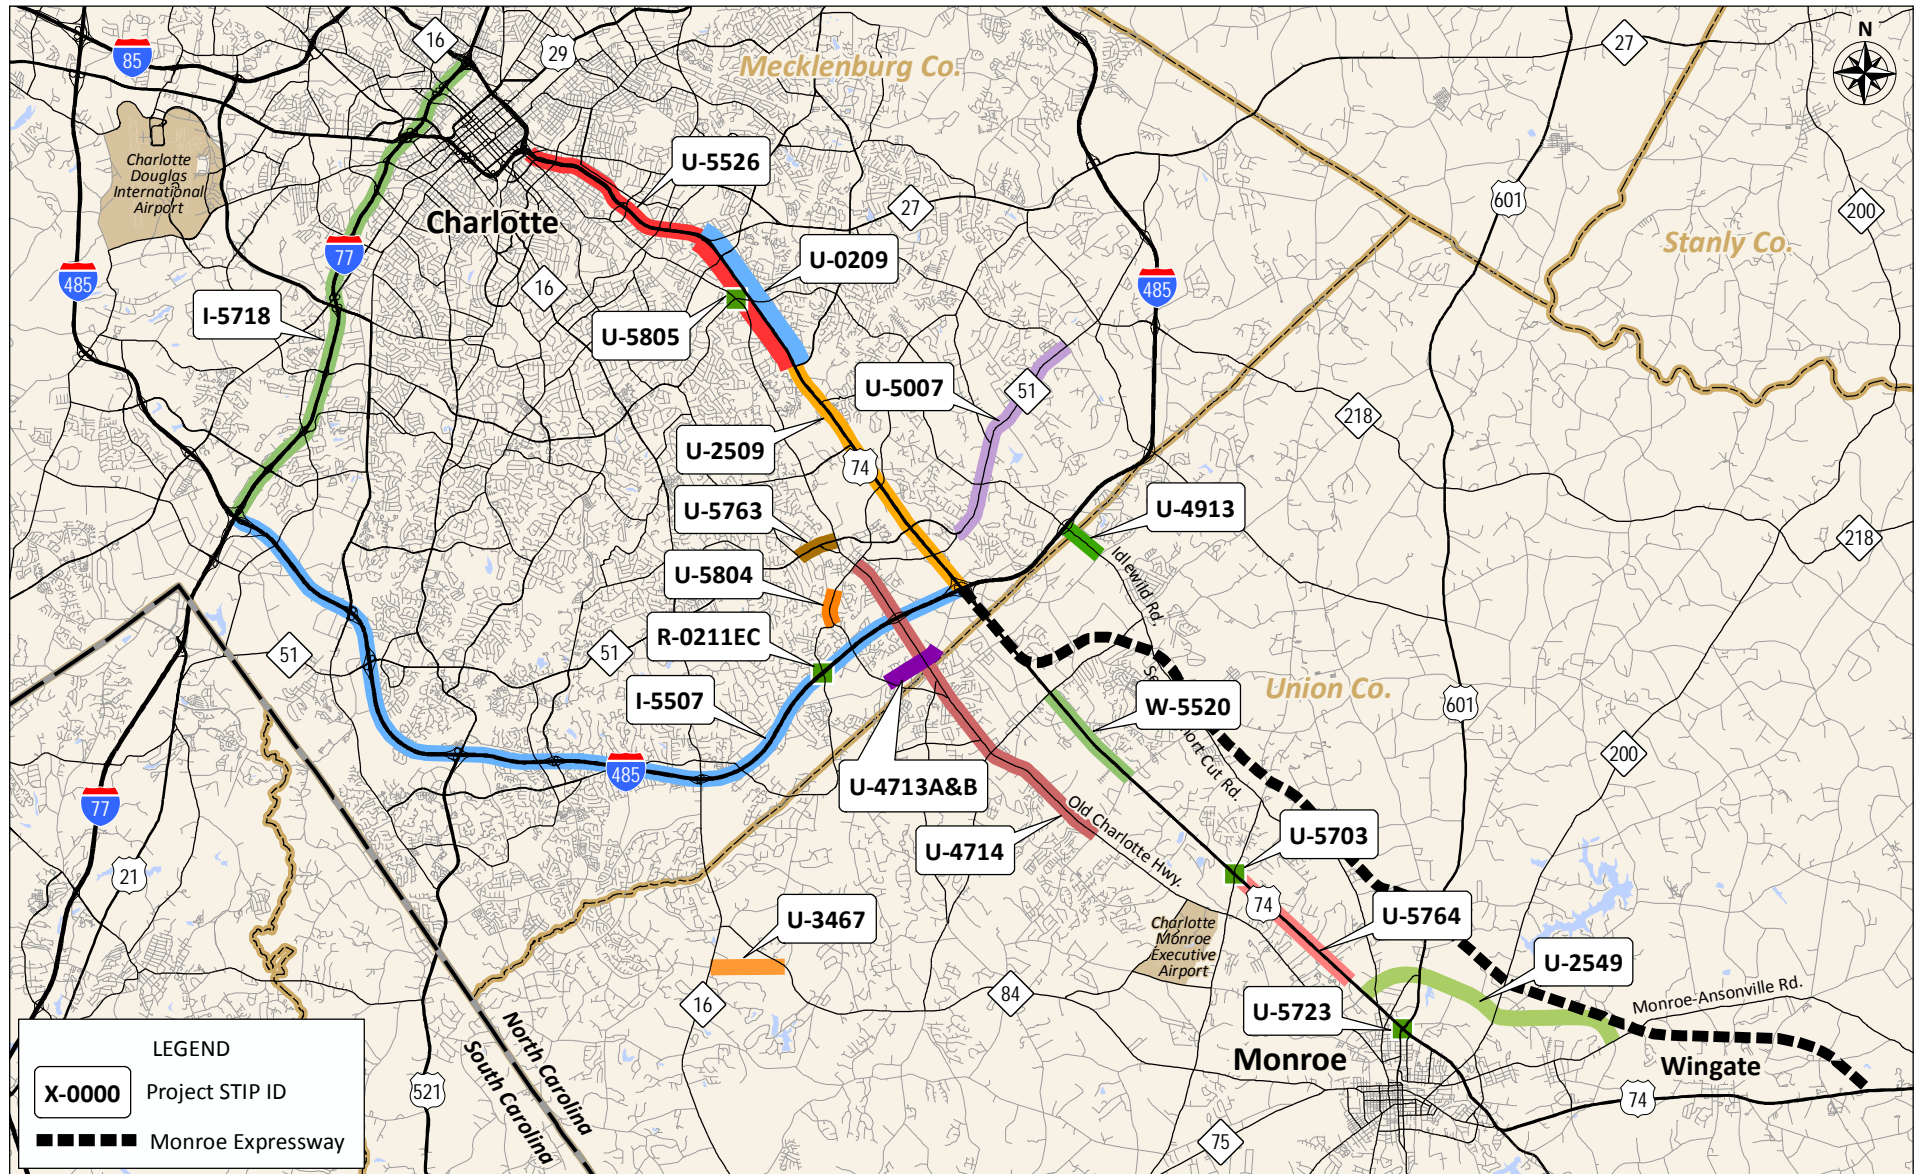 16
29
85
Mecklenburg Co.
27
N
Charlotte
Douglas
International
Airport
U-5526
601
200
27
Charlotte
Stanly Co.
77
U-0209
485
16
485
I-5718
U-5805
U-5007
51
218
U-2509
74
U-5763
U-4913
218
Idlewild Rd.
U-5804
R-0211EC
51
51
Union Co.
I-5507
W-5520
601
200
485
Short Cut Rd.
77
U-4713A&B
Old Charlotte Hwy.
U-5703
U-4714
21
74
U-5764
U-3467
Charlotte
Monroe
Executive
Airport
U-2549
16
84
Monroe-Ansonville Rd.
U-5723
North Carolina
South Carolina
Monroe
Wingate
521
74
75
LEGEND
X-0000 Project STIP ID
Monroe Expressway